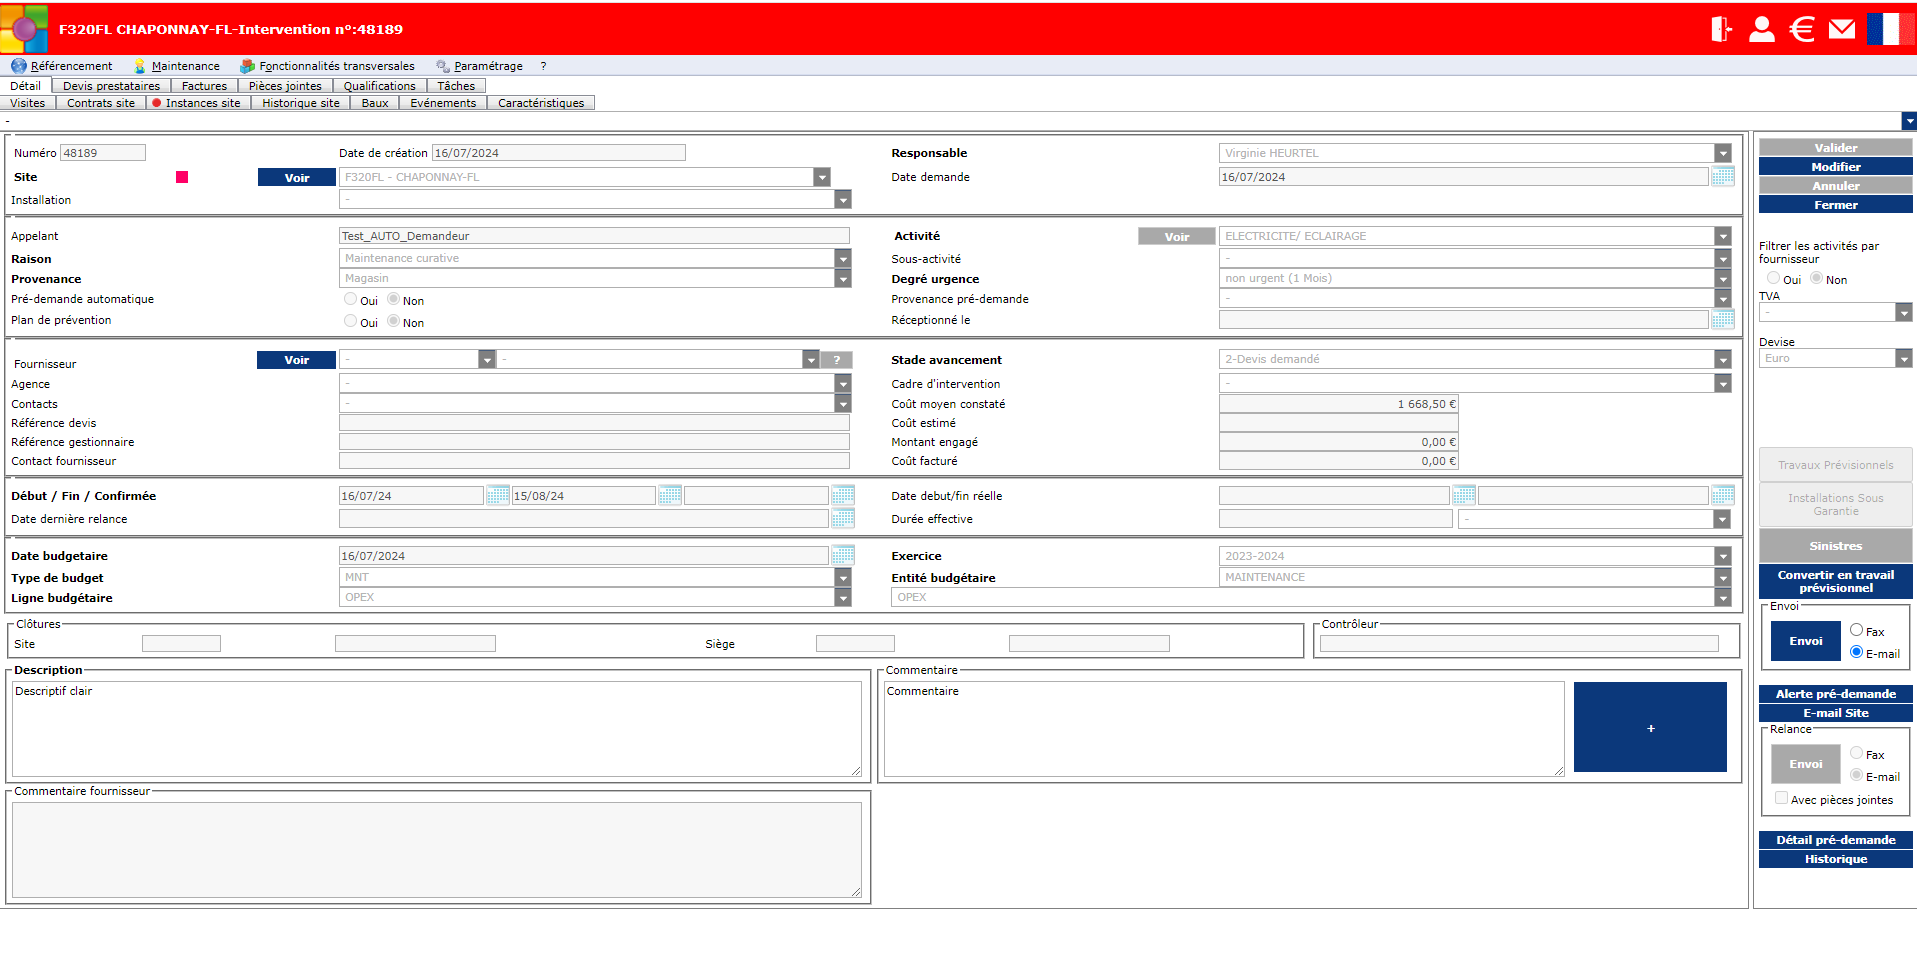 F320FL CHAPONNAY-FL-Intervention n°:48189
Référencement Maintenance Fonctionnalités transversales Paramétrage ?
Détail Devis prestataires Factures Pièces jointes Qualifications Tâches
Visites Contrats site Instances site Historique site Baux Evénements Caractéristiques
-
Numéro 48189 Date de création 16/07/2024 Responsable Virginie HEURTEL
Site Voir F320FL - CHAPONNAY-FL Date demande 16/07/2024
Installation -
Appelant Test_AUTO_Demandeur Activité Voir ELECTRICITE/ ECLAIRAGE
Raison Maintenance curative Sous-activité -
Provenance Magasin Degré urgence non urgent (1 Mois)
Pré-demande automatique Oui Non Provenance pré-demande -
Plan de prévention Oui Non Réceptionné le
Fournisseur Voir - - ? Stade avancement 2-Devis demandé
Agence - Cadre d'intervention -
Contacts - Coût moyen constaté 1 668,50 €
Référence devis Coût estimé
Référence gestionnaire Montant engagé 0,00 €
Contact fournisseur Coût facturé 0,00 €
Début / Fin / Confirmée 16/07/24 15/08/24 Date debut/fin réelle
Date dernière relance Durée effective -
Date budgetaire 16/07/2024 Exercice 2023-2024
Type de budget MNT Entité budgétaire MAINTENANCE
Ligne budgétaire OPEX OPEX
Clôtures Contrôleur
Site Siège
Description Commentaire
Descriptif clair Commentaire
+
Commentaire fournisseur
Valider
Modifier
Annuler
Fermer
Filtrer les activités par
fournisseur
Oui Non
TVA
-
Devise
Euro
Travaux Prévisionnels
Installations Sous
Garantie
Sinistres
Convertir en travail
prévisionnel
Envoi
Envoi Fax
E-mail
Alerte pré-demande
E-mail Site
Relance
Envoi Fax
E-mail
Avec pièces jointes
Détail pré-demande
Historique